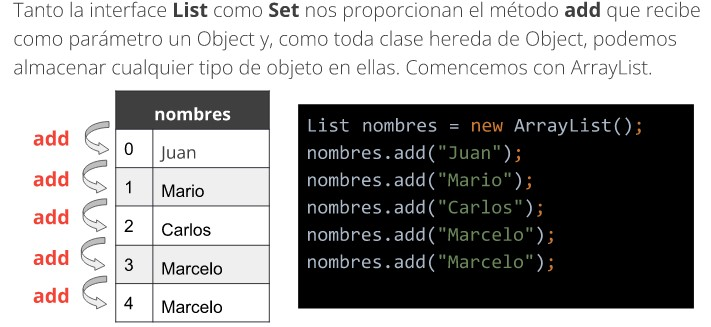 Tanto la interface List como Set nos proporcionan el método add que recibe
como parámetro un Object y, como toda clase hereda de Object, podemos
almacenar cualquier tipo de objeto en ellas. Comencemos con ArrayList.
nombres
add 0 Juan
add 1 Mario
add 2 Carlos
add 3 Marcelo
add 4 Marcelo
List nombres = new ArrayList();
nombres.add("Juan");
nombres.add("Mario");
nombres.add("Carlos");
nombres.add("Marcelo");
nombres.add("Marcelo");